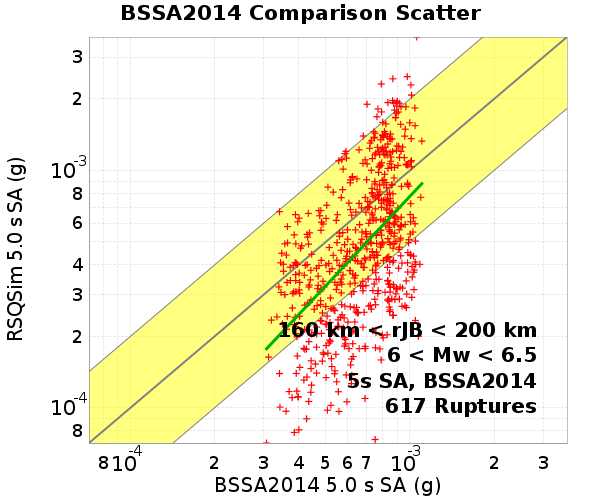 BSSA2014 Comparison Scatter
RSQSim 5.0 s SA (g)
3
2
10-3
8
6
4
3
2
10-4
8
160 km < rJB < 200 km
6 < Mw < 6.5
5s SA, BSSA2014
617 Ruptures
8 10-4 2 3 4 5 6 7 8 10-3 2 3
BSSA2014 5.0 s SA (g)